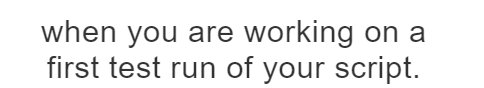 when you are working on a
first test run of your script.